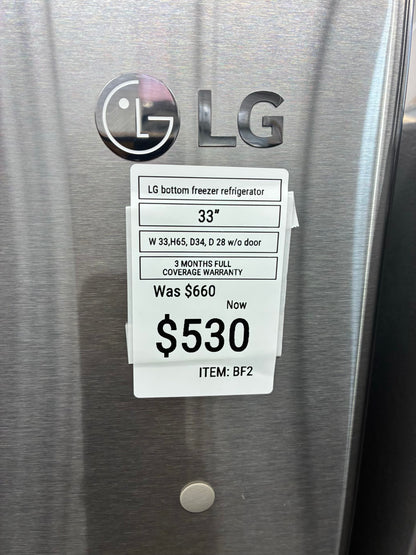 LG
LG bottom freezer refrigerator
33"
W 33,H65, D34, D 28 w/o door
3 MONTHS FULL
COVERAGE WARRANTY
Was $660
Now
$530
ITEM: BF2